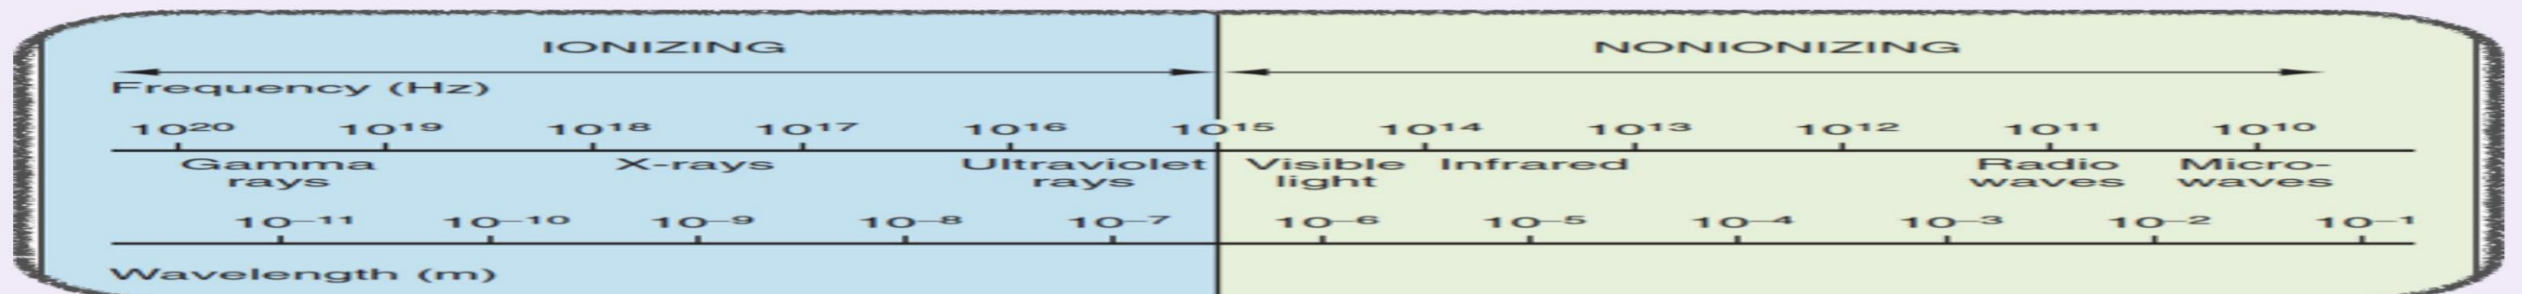 IONIZING NONIONIZING
Frequency (Hz)
10²⁰ 10¹⁹ 10¹⁸ 10¹⁷ 10¹⁶ 10¹⁵ 10¹⁴ 10¹³ 10¹² 10¹¹ 10¹⁰
Gamma X-rays Ultraviolet Visible Infrared Radio Micro-
rays rays light waves waves
10⁻¹¹ 10⁻¹⁰ 10⁻⁹ 10⁻⁸ 10⁻⁷ 10⁻⁶ 10⁻⁵ 10⁻⁴ 10⁻³ 10⁻² 10⁻¹
Wavelength (m)